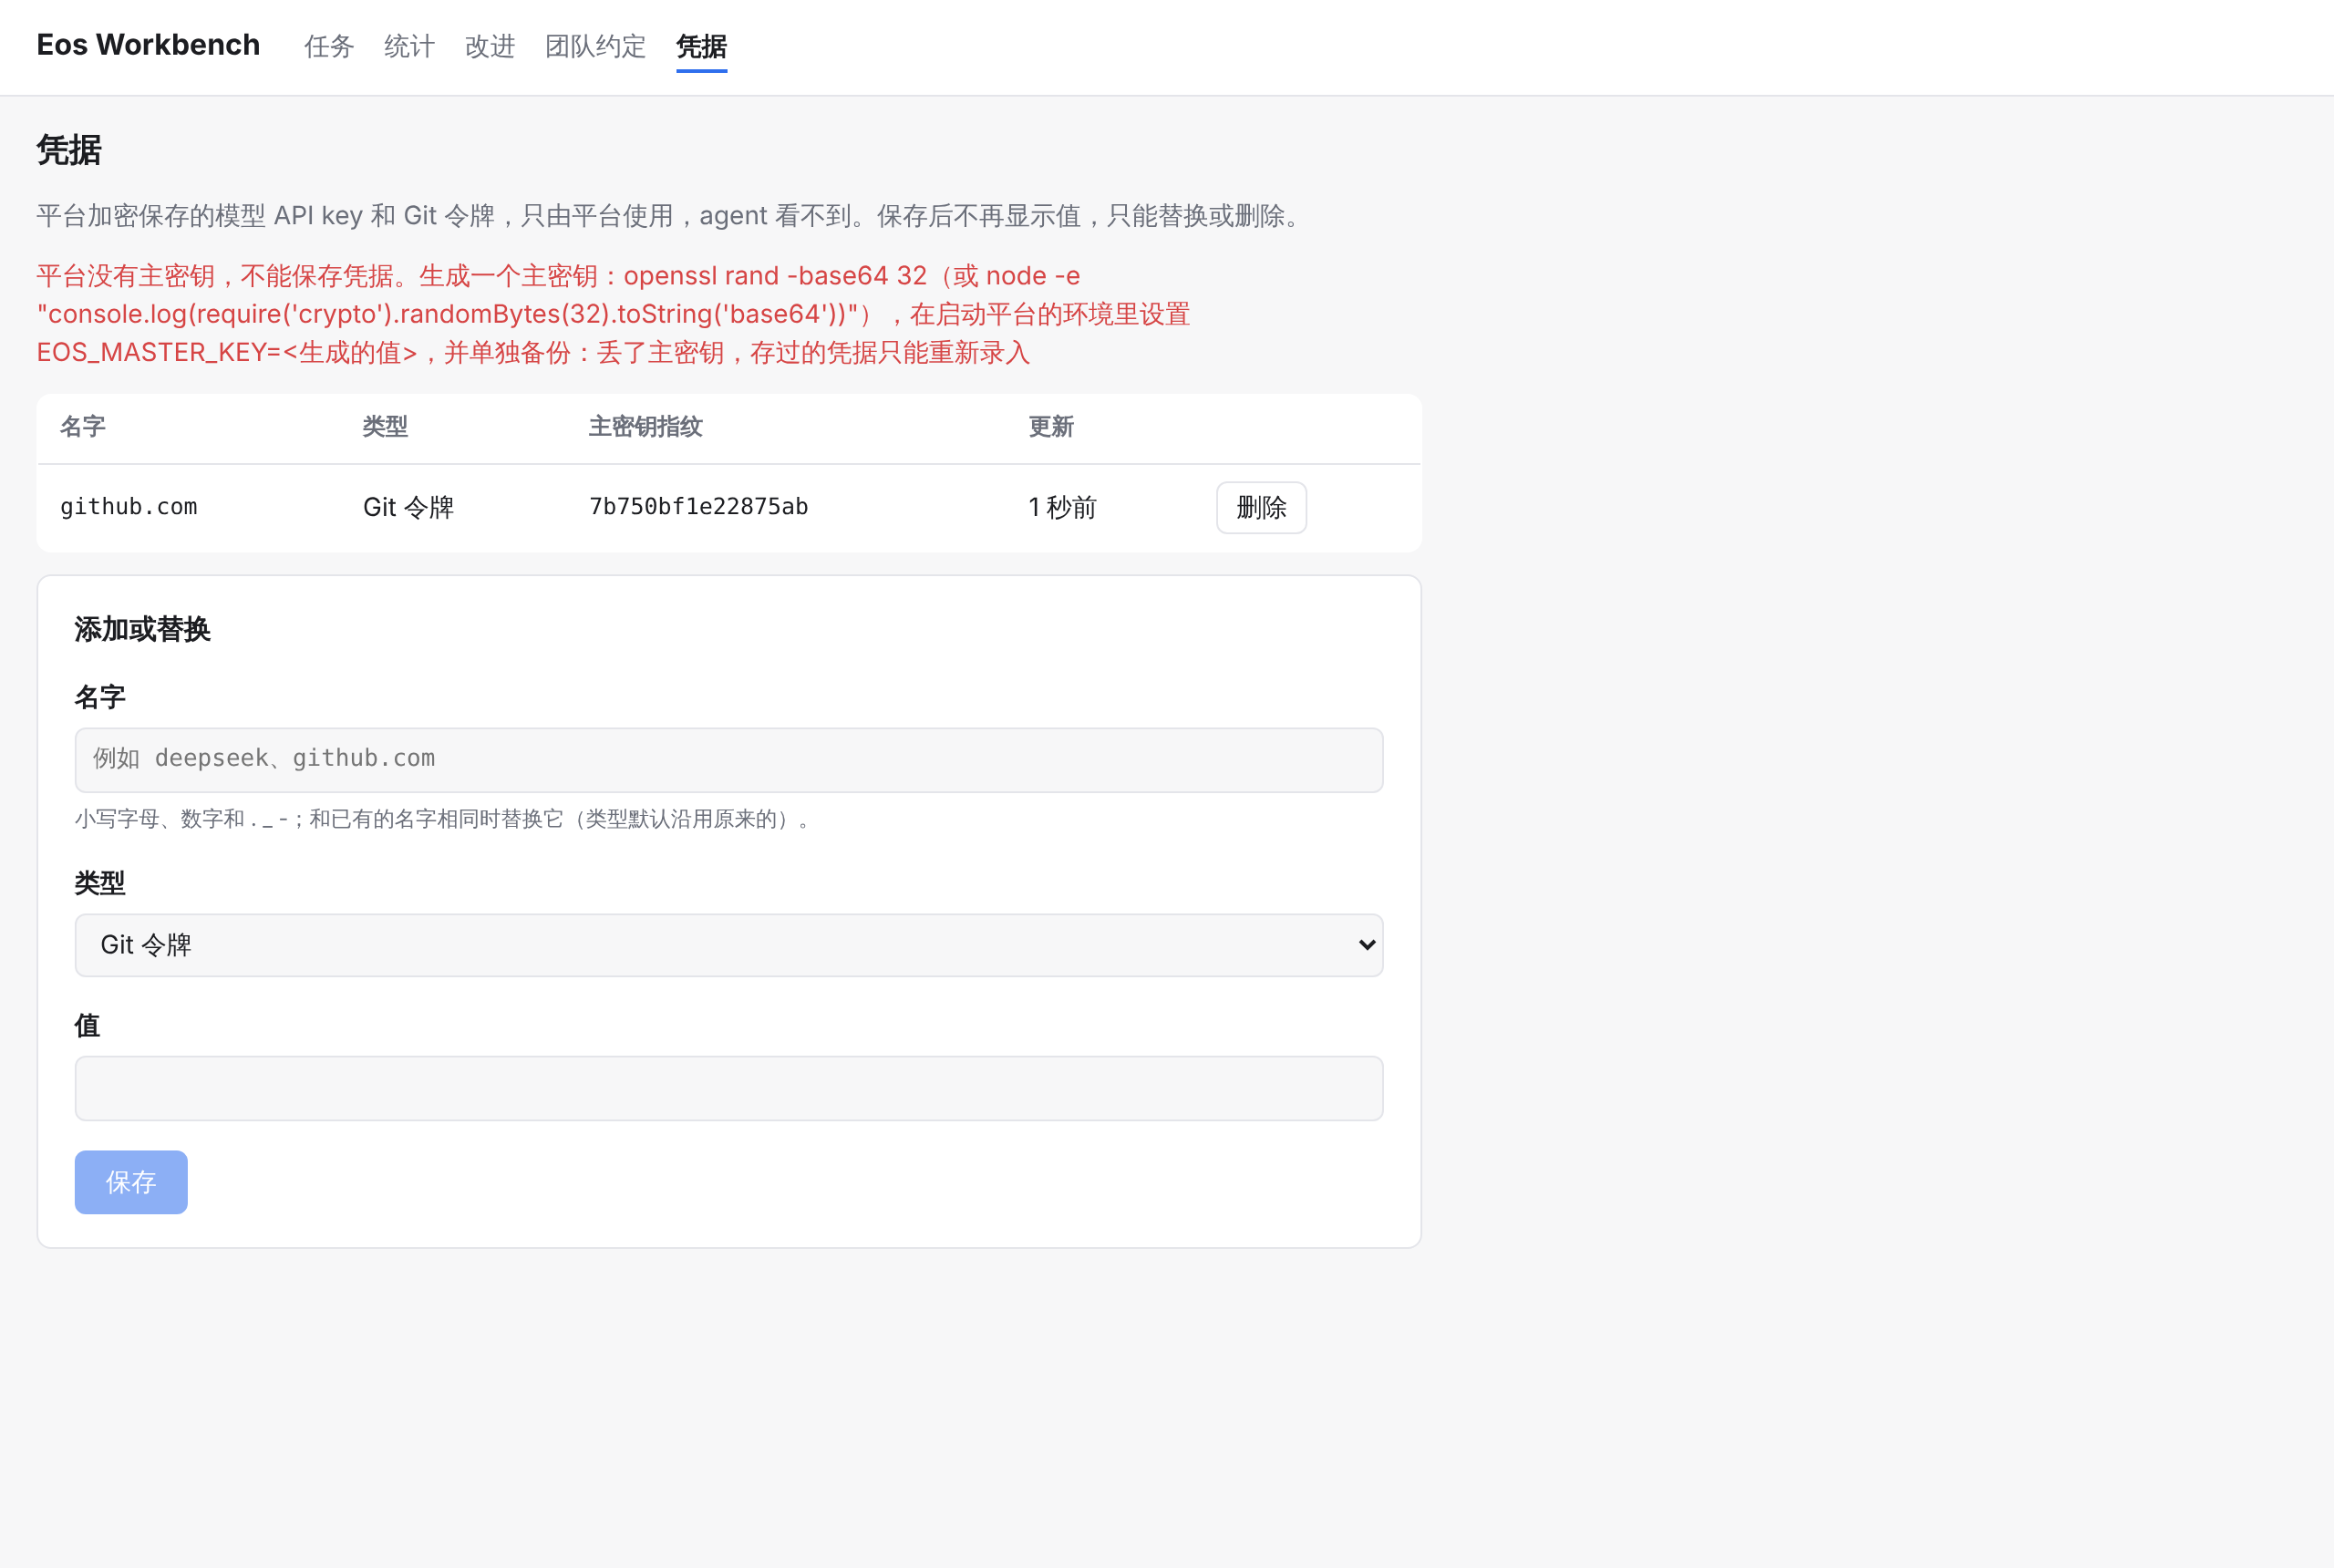 Eos Workbench 任务 统计 改进 团队约定 凭据
凭据
平台加密保存的模型 API key 和 Git 令牌，只由平台使用，agent 看不到。保存后不再显示值，只能替换或删除。
平台没有主密钥，不能保存凭据。生成一个主密钥：openssl rand -base64 32（或 node -e
"console.log(require('crypto').randomBytes(32).toString('base64'))"），在启动平台的环境里设置
EOS_MASTER_KEY=<生成的值>，并单独备份：丢了主密钥，存过的凭据只能重新录入
名字 类型 主密钥指纹 更新
github.com Git 令牌 7b750bf1e22875ab 1 秒前 删除
添加或替换
名字
例如 deepseek、github.com
小写字母、数字和 . _ -；和已有的名字相同时替换它（类型默认沿用原来的）。
类型
Git 令牌
值
保存